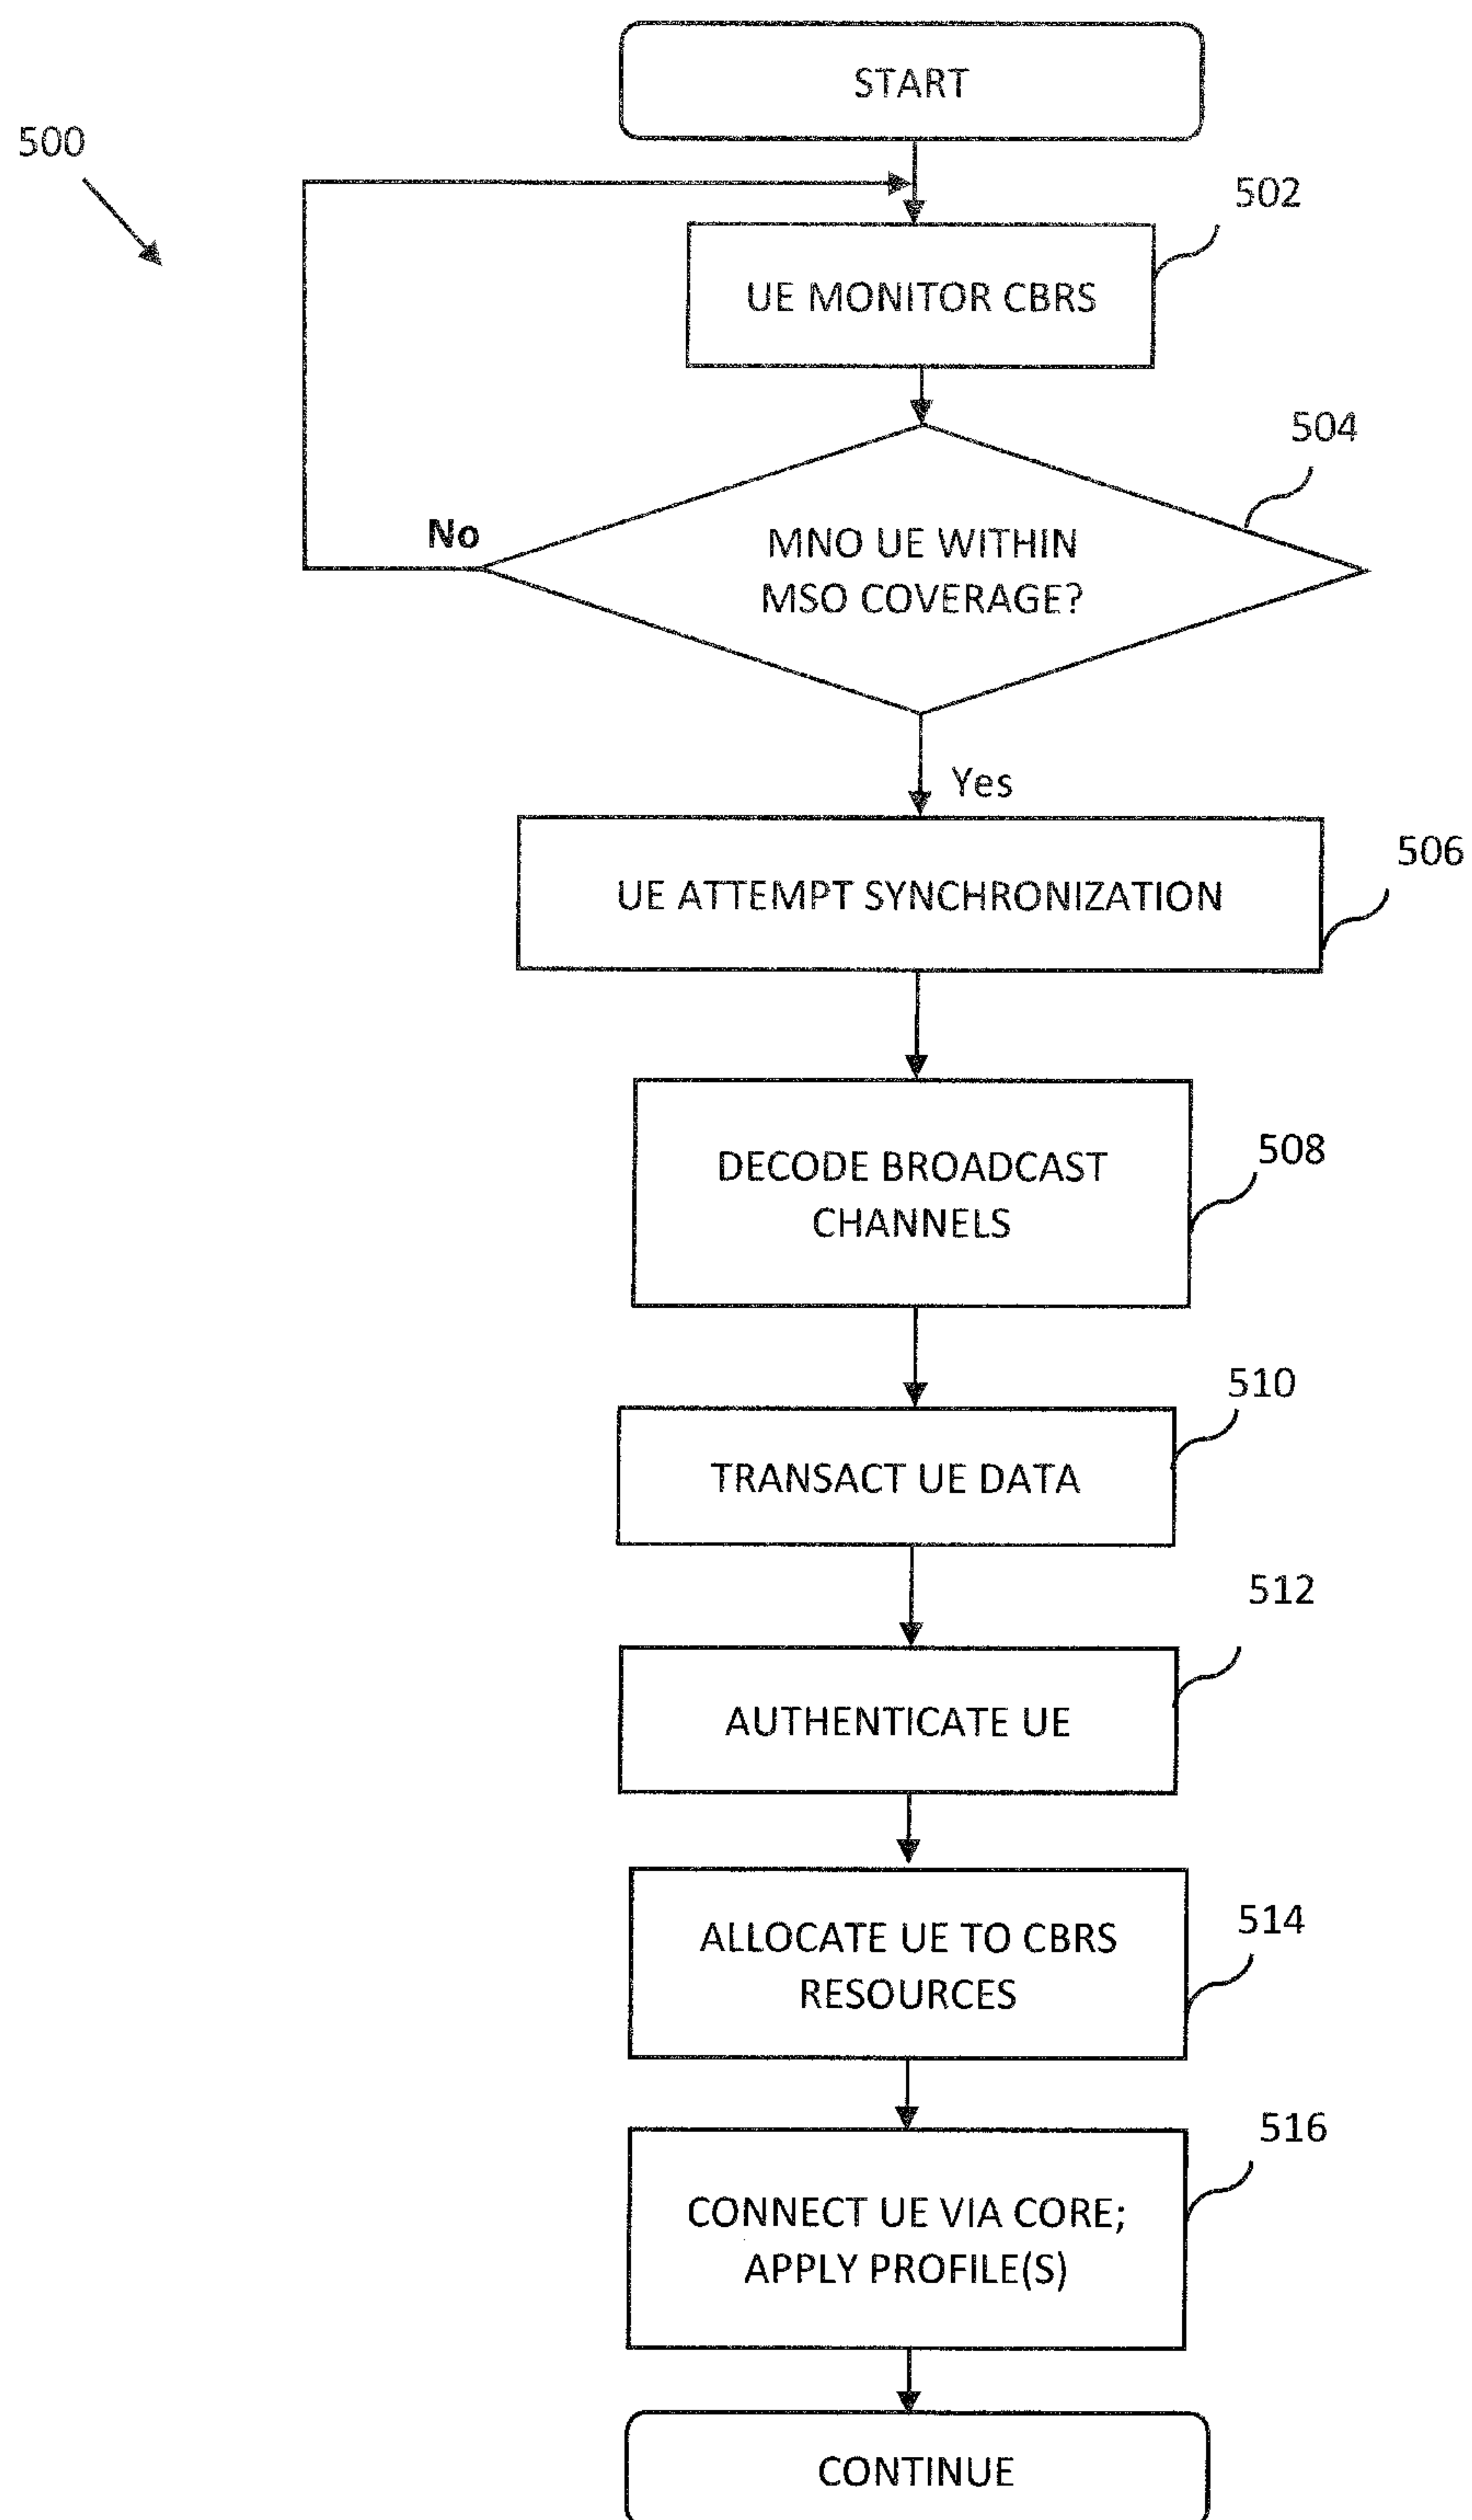 START
500
502
UE MONITOR CBRS
504
No
MNO UE WITHIN
MSO COVERAGE?
Yes
506
UE ATTEMPT SYNCHRONIZATION
508
DECODE BROADCAST
CHANNELS
510
TRANSACT UE DATA
512
AUTHENTICATE UE
514
ALLOCATE UE TO CBRS
RESOURCES
516
CONNECT UE VIA CORE;
APPLY PROFILE(S)
CONTINUE